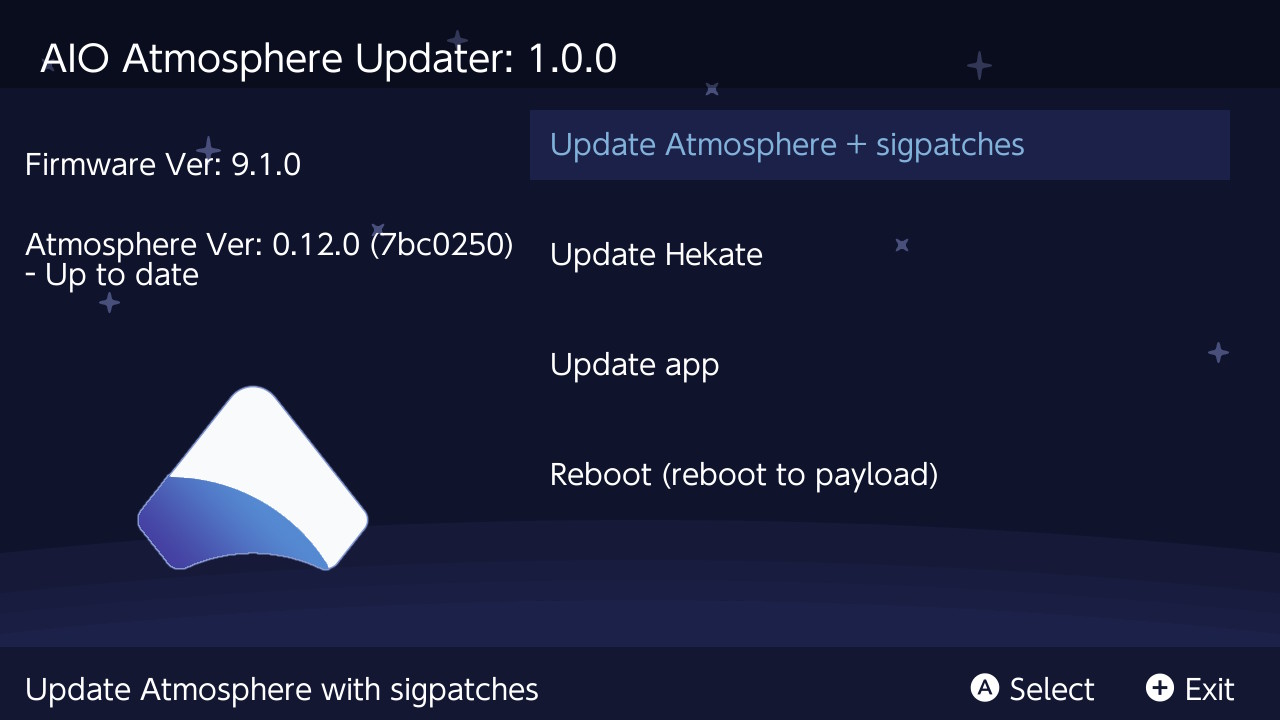 AIO Atmosphere Updater: 1.0.0
Firmware Ver: 9.1.0
Atmosphere Ver: 0.12.0 (7bc0250)
- Up to date
Update Atmosphere + sigpatches
Update Hekate
Update app
Reboot (reboot to payload)
Update Atmosphere with sigpatches
A Select
+ Exit